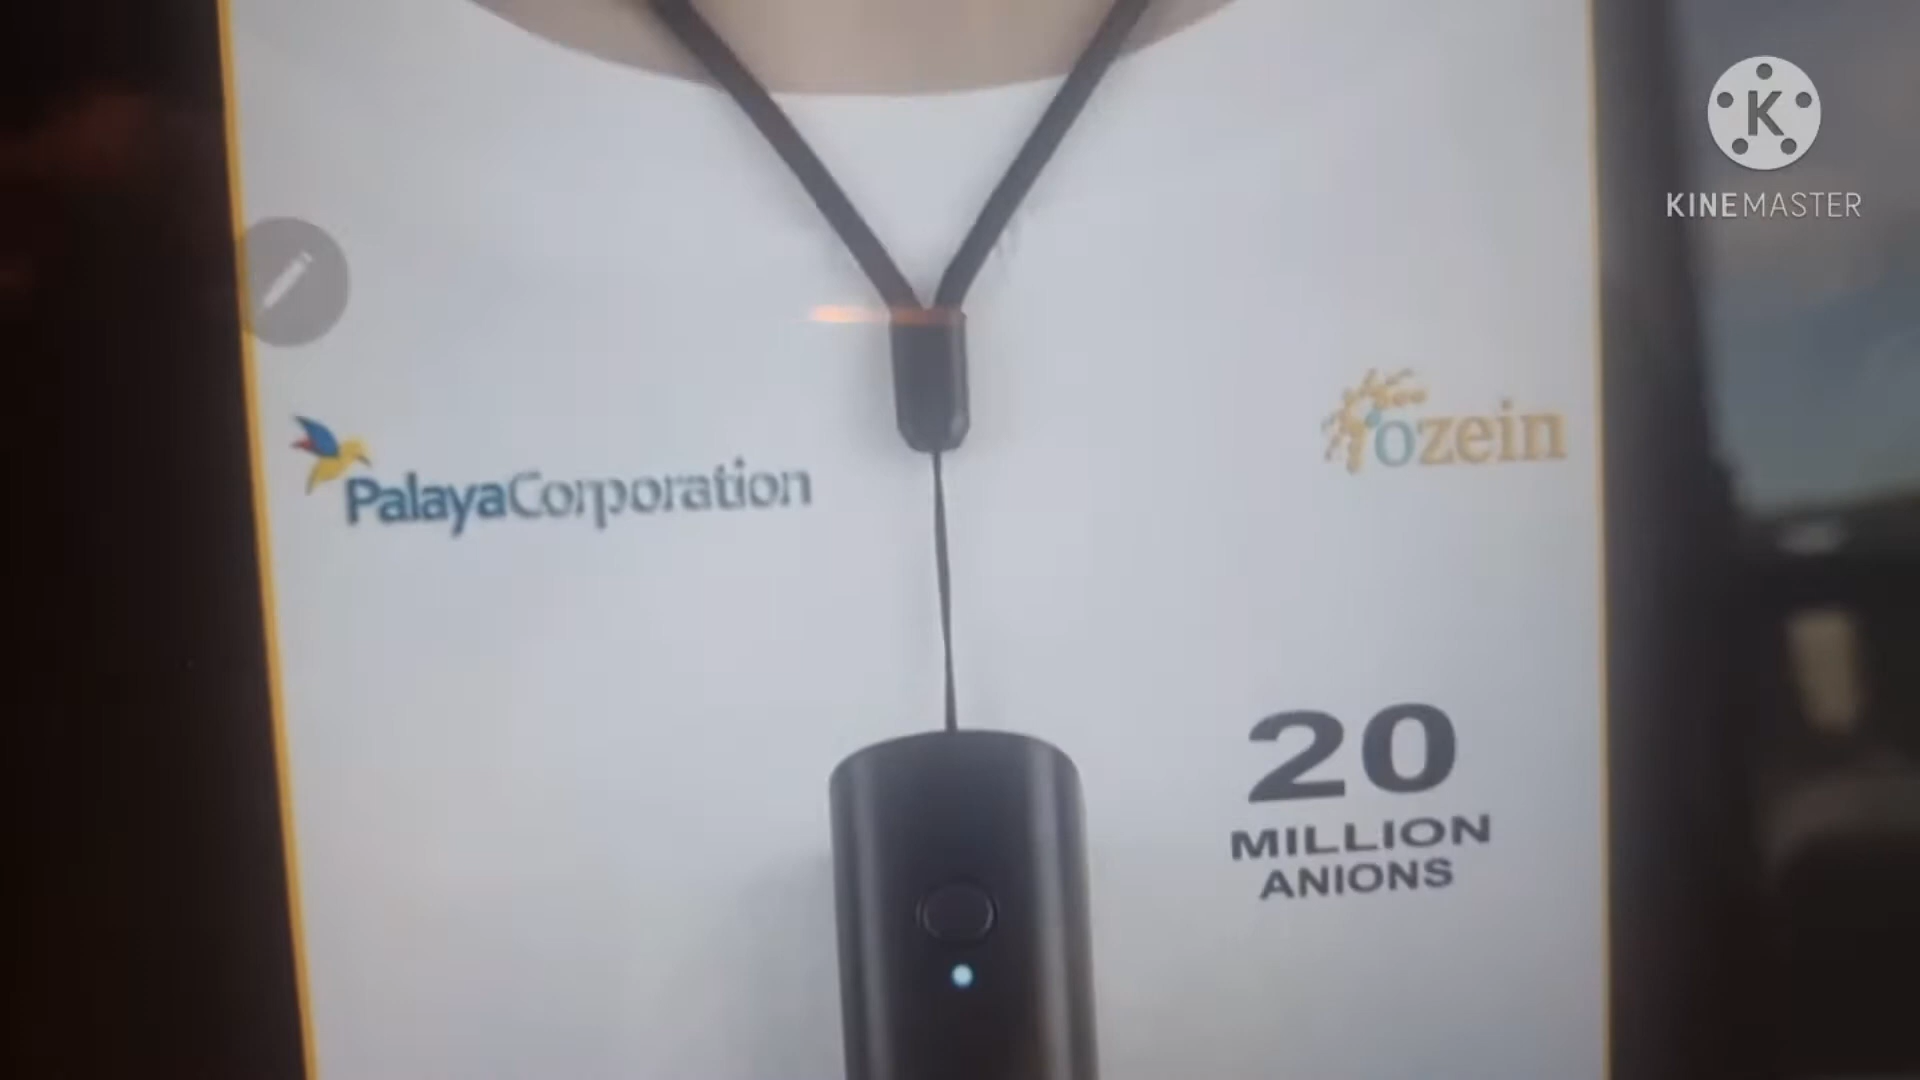 K
KINEMASTER
PalayaCorporation
ozein
20
MILLION
ANIONS